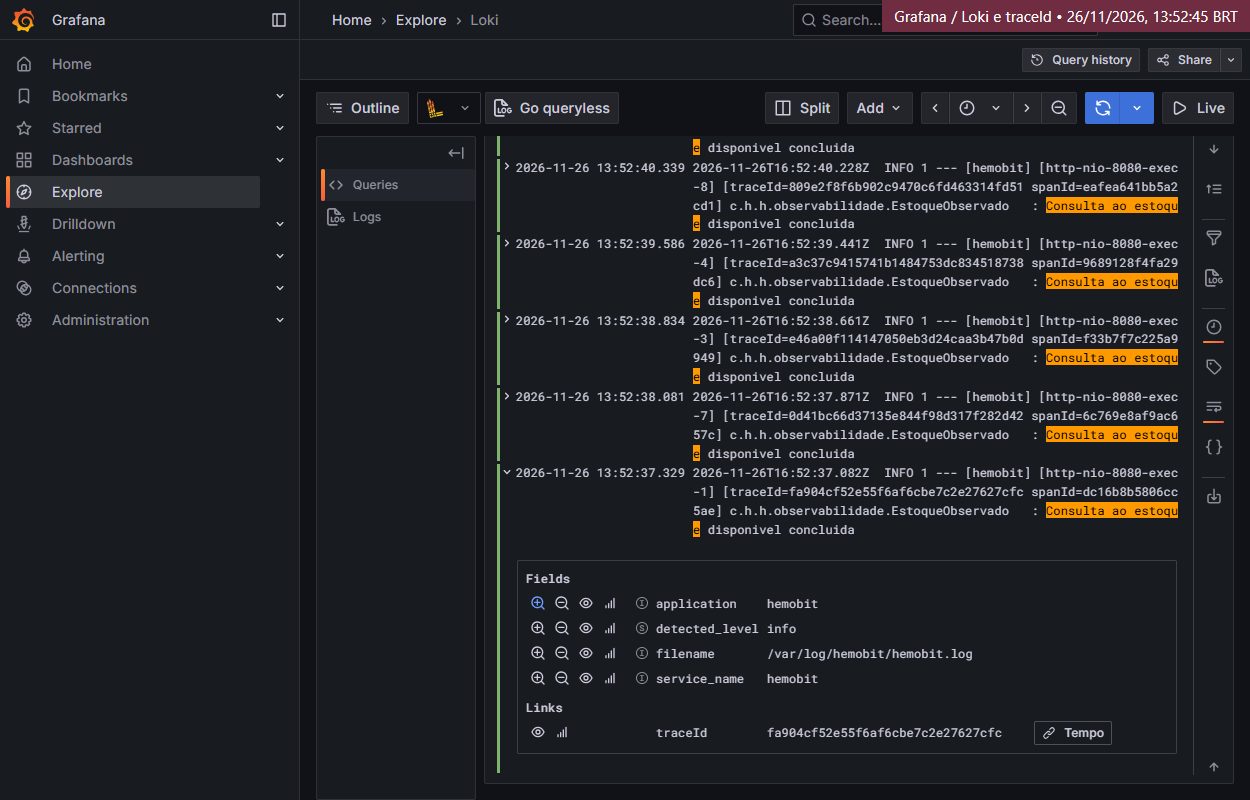 Grafana
Home › Explore › Loki
Search...
Grafana / Loki e traceId • 26/11/2026, 13:52:45 BRT
Query history
Share
Home
Bookmarks
Starred
Dashboards
Explore
Drilldown
Alerting
Connections
Administration
Outline
LOG Go queryless
Split
Add
Live
Queries
LOG Logs
e disponivel concluida
2026-11-26 13:52:40.339 2026-11-26T16:52:40.228Z  INFO 1 --- [hemobit] [http-nio-8080-exec
-8] [traceId=809e2f8f6b902c9470c6fd463314fd51 spanId=eafea641bb5a2
cd1] c.h.h.observabilidade.EstoqueObservado   : Consulta ao estoqu
e disponivel concluida
2026-11-26 13:52:39.586 2026-11-26T16:52:39.441Z  INFO 1 --- [hemobit] [http-nio-8080-exec
-4] [traceId=a3c37c9415741b1484753dc834518738 spanId=9689128f4fa29
dc6] c.h.h.observabilidade.EstoqueObservado   : Consulta ao estoqu
e disponivel concluida
2026-11-26 13:52:38.834 2026-11-26T16:52:38.661Z  INFO 1 --- [hemobit] [http-nio-8080-exec
-3] [traceId=e46a00f114147050eb3d24caa3b47b0d spanId=f33b7f7c225a9
949] c.h.h.observabilidade.EstoqueObservado   : Consulta ao estoqu
e disponivel concluida
2026-11-26 13:52:38.081 2026-11-26T16:52:37.871Z  INFO 1 --- [hemobit] [http-nio-8080-exec
-7] [traceId=0d41bc66d37135e844f98d317f282d42 spanId=6c769e8af9ac6
57c] c.h.h.observabilidade.EstoqueObservado   : Consulta ao estoqu
e disponivel concluida
2026-11-26 13:52:37.329 2026-11-26T16:52:37.082Z  INFO 1 --- [hemobit] [http-nio-8080-exec
-1] [traceId=fa904cf52e55f6af6cbe7c2e27627cfc spanId=dc16b8b5806cc
5ae] c.h.h.observabilidade.EstoqueObservado   : Consulta ao estoqu
e disponivel concluida
Fields
I application hemobit
S detected_level info
I filename /var/log/hemobit/hemobit.log
I service_name hemobit
Links
traceId fa904cf52e55f6af6cbe7c2e27627cfc Tempo
LOG